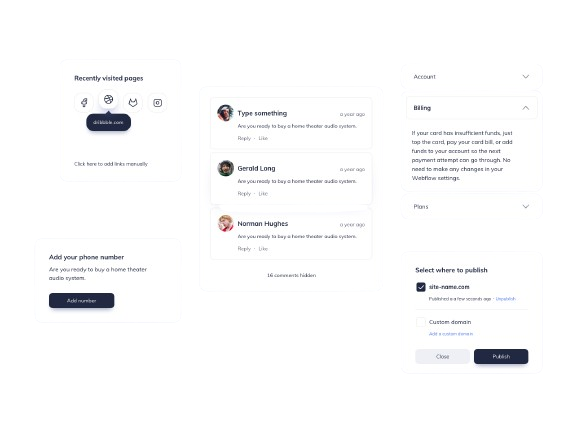 Recently visited pages
dribbble.com
Click here to add links manually
Add your phone number
Are you ready to buy a home theater
audio system.
Add number
Type something
a year ago
Are you ready to buy a home theater audio system.
Reply · Like
Gerald Lang
a year ago
Are you ready to buy a home theater audio system.
Reply · Like
Norman Hughes
a year ago
Are you ready to buy a home theater audio system.
Reply · Like
16 comments hidden
Account
Billing
If your card has insufficient funds, just
top the card, pay your card bill, or add
funds to your account so the next
payment attempt can go through. No
need to make any changes in your
Webflow settings.
Plans
Select where to publish
site-name.com
Published a few seconds ago - Unpublish
Custom domain
Add a custom domain
Close
Publish